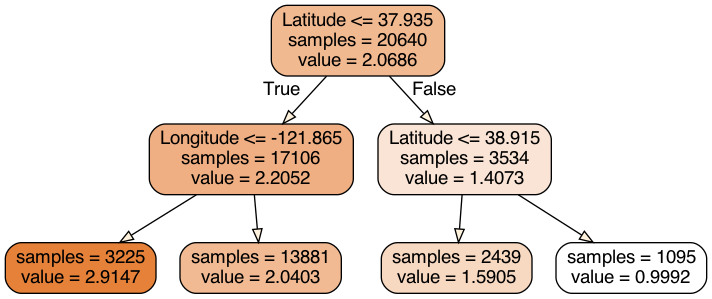 Latitude <= 37.935
samples = 20640
value = 2.0686
True
False
Longitude <= -121.865
samples = 17106
value = 2.2052
Latitude <= 38.915
samples = 3534
value = 1.4073
samples = 3225
value = 2.9147
samples = 13881
value = 2.0403
samples = 2439
value = 1.5905
samples = 1095
value = 0.9992